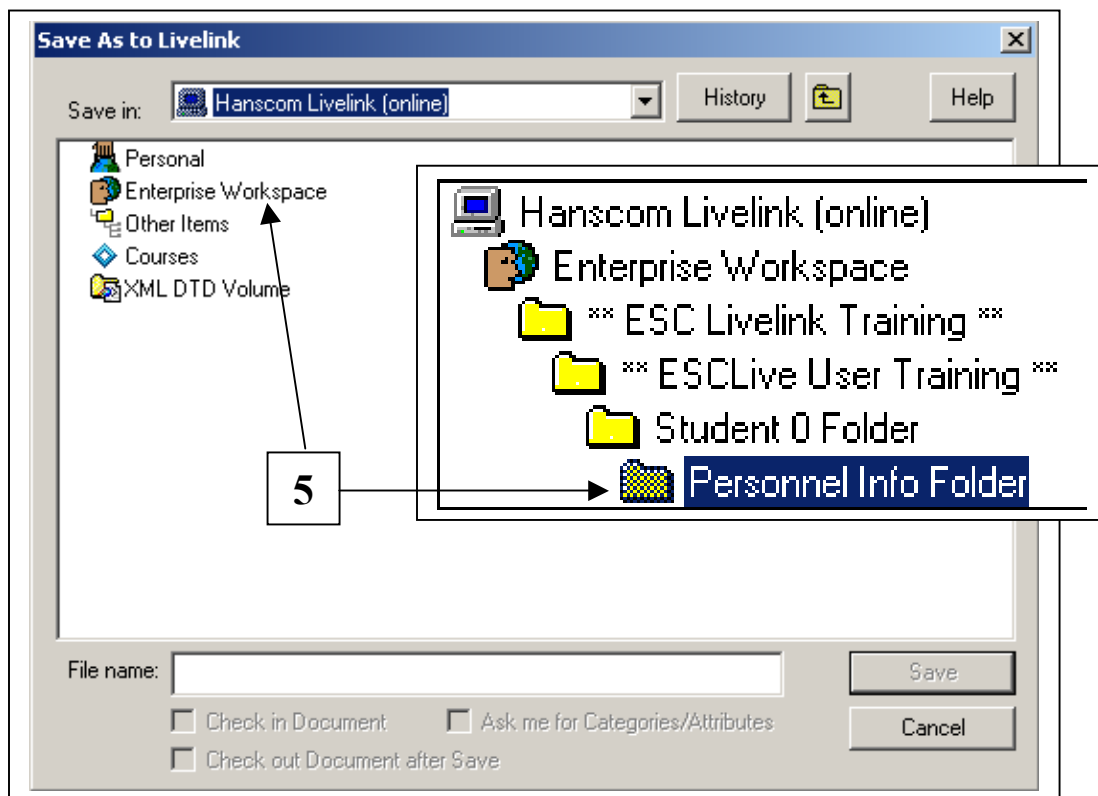 Save As to Livelink
Save in: Hanscom Livelink (online) History Help
Personal
Enterprise Workspace
Other Items
Courses
XML DTD Volume
Hanscom Livelink (online)
Enterprise Workspace
** ESC Livelink Training **
** ESCLive User Training **
Student 0 Folder
Personnel Info Folder
5
File name: Save
Check in Document Ask me for Categories/Attributes Cancel
Check out Document after Save